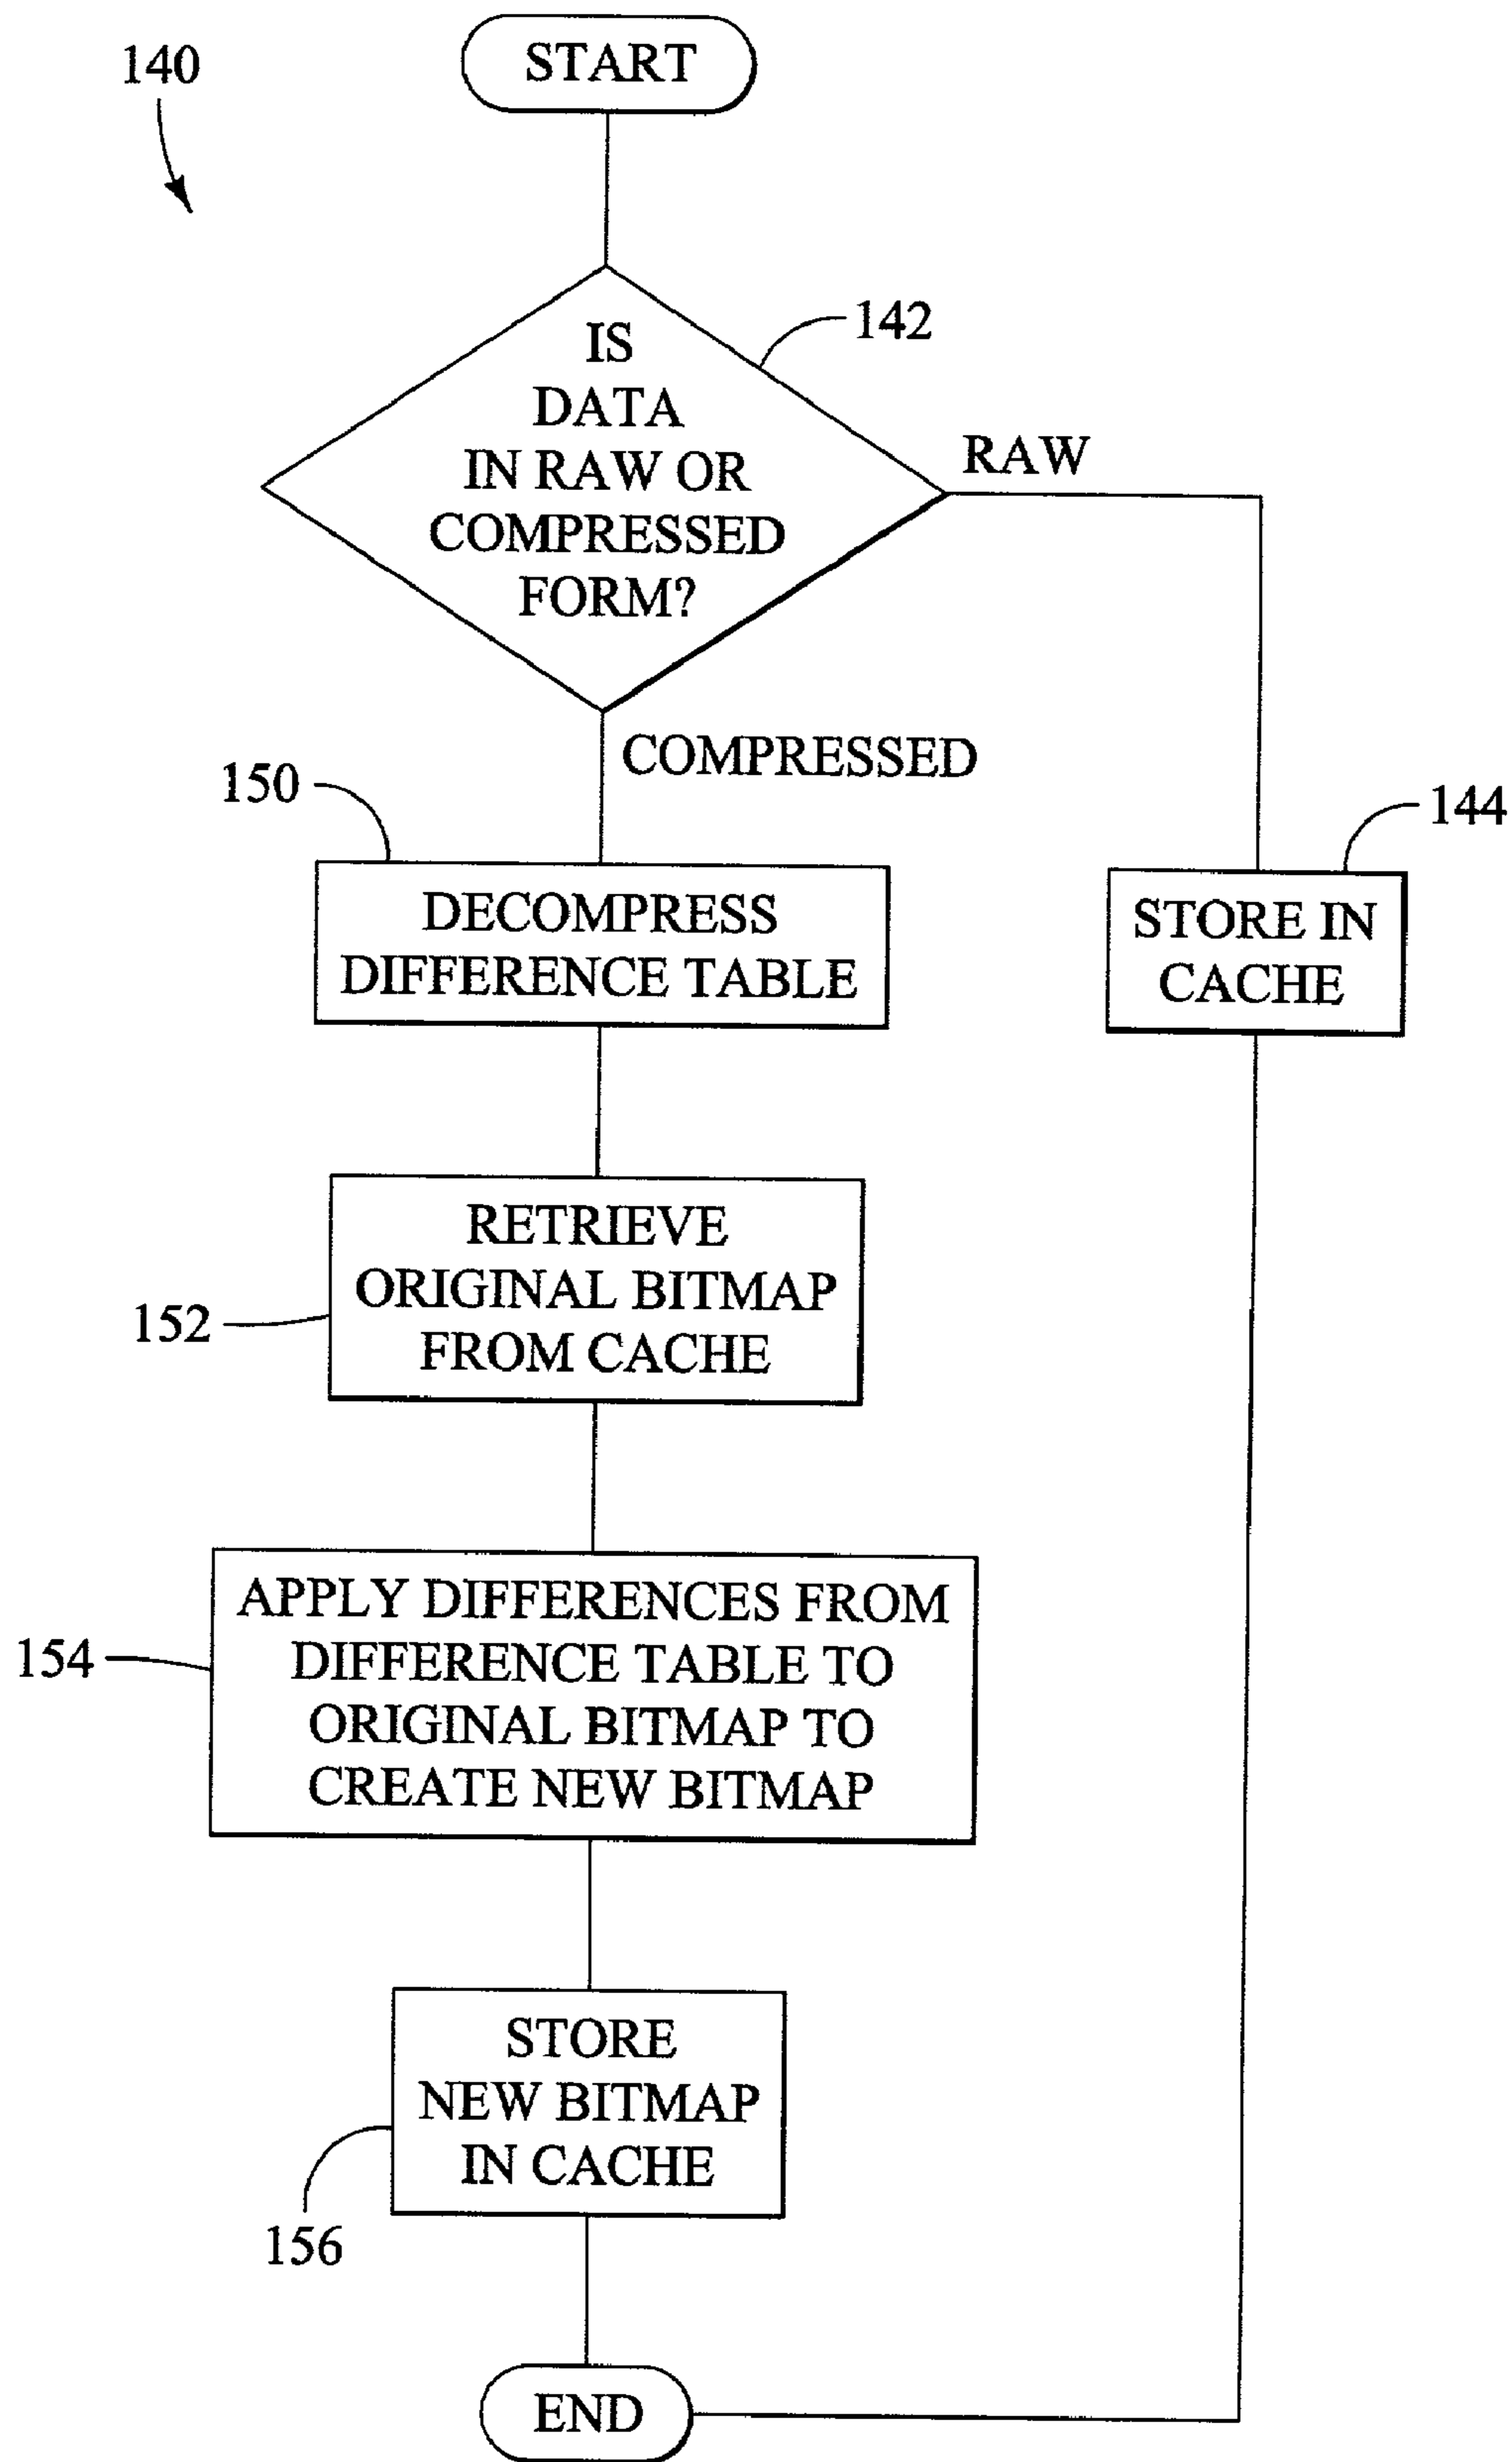 START
140
IS
DATA
IN RAW OR
COMPRESSED
FORM?
142
RAW
COMPRESSED
150
DECOMPRESS
DIFFERENCE TABLE
144
STORE IN
CACHE
RETRIEVE
ORIGINAL BITMAP
FROM CACHE
152
APPLY DIFFERENCES FROM
DIFFERENCE TABLE TO
ORIGINAL BITMAP TO
CREATE NEW BITMAP
154
STORE
NEW BITMAP
IN CACHE
156
END